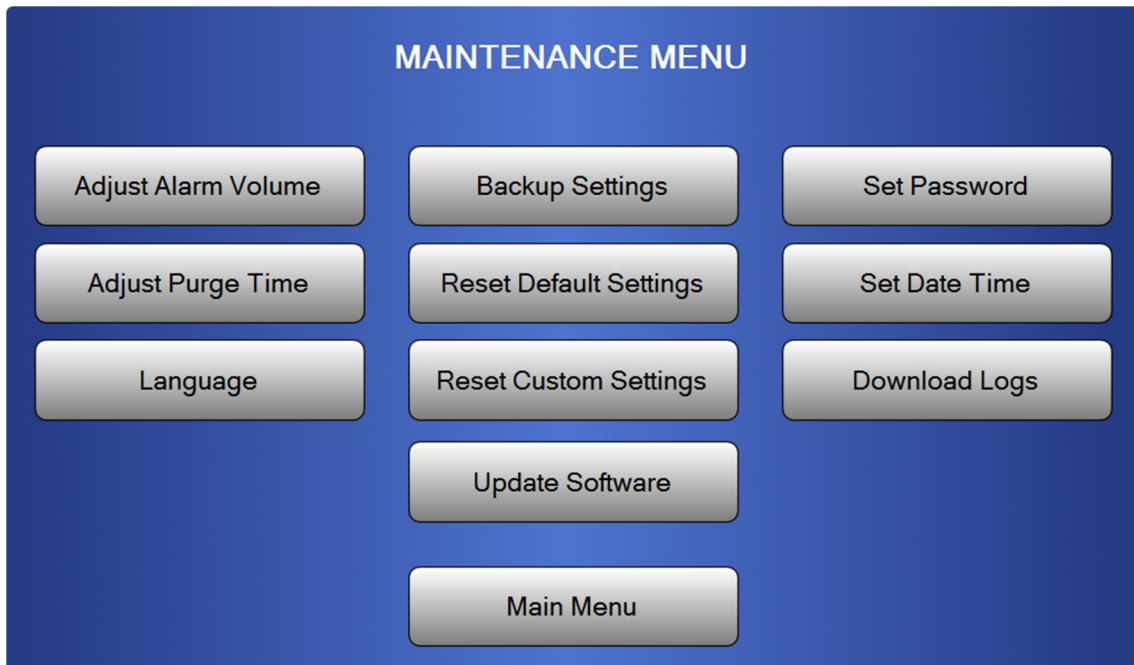 MAINTENANCE MENU
Adjust Alarm Volume
Backup Settings
Set Password
Adjust Purge Time
Reset Default Settings
Set Date Time
Language
Reset Custom Settings
Download Logs
Update Software
Main Menu